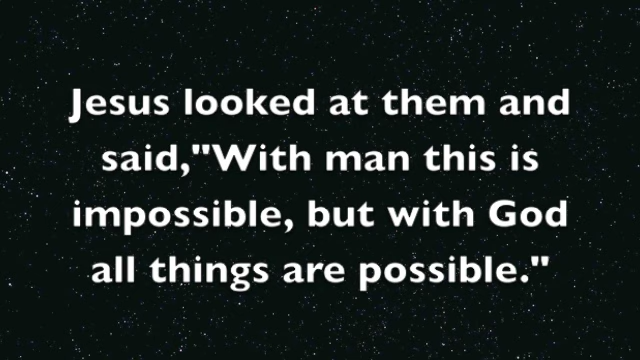 Jesus looked at them and
said,"With man this is
impossible, but with God
all things are possible."